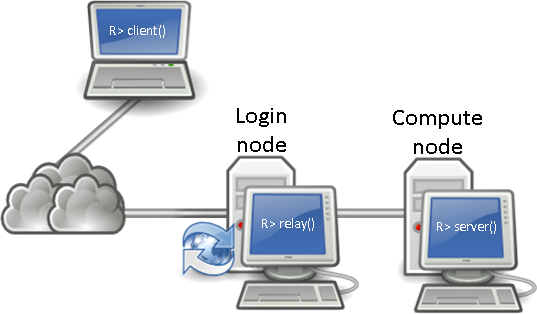 R> client()
Login
node
Compute
node
R> relay()
R> server()